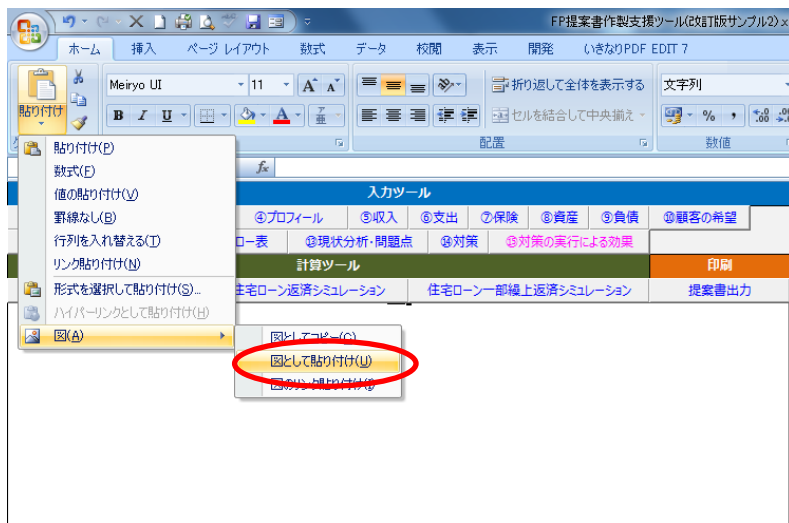 FP提案書作製支援ツール(改訂版サンプル2).x
ホーム 挿入 ページ レイアウト 数式 データ 校閲 表示 開発 いきなりPDF EDIT 7
貼り付け
Meiryo UI 11
B I U
折り返して全体を表示する
セルを結合して中央揃え
文字列
% ,
配置
数値
貼り付け(P)
数式(F)
値の貼り付け(V)
罫線なし(B)
行列を入れ替える(T)
リンク貼り付け(N)
形式を選択して貼り付け(S)...
ハイパーリンクとして貼り付け(H)
図(A)
図としてコピー(C)
図として貼り付け(U)
図のリンク貼り付け(I)
fx
入力ツール
④プロフィール ⑤収入 ⑥支出 ⑦保険 ⑧資産 ⑨負債 ⑩顧客の希望
ロー表 ⑬現状分析・問題点 ⑭対策 対策の実行による効果
計算ツール 印刷
住宅ローン返済シミュレーション 住宅ローン一部繰上返済シミュレーション 提案書出力